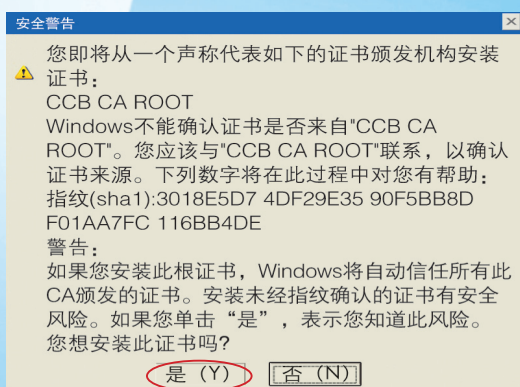 安全警告
您即将从一个声称代表如下的证书颁发机构安装
证书：
CCB CA ROOT
Windows不能确认证书是否来自"CCB CA
ROOT"。您应该与"CCB CA ROOT"联系，以确认
证书来源。下列数字将在此过程中对您有帮助：
指纹(sha1):3018E5D7 4DF29E35 90F5BB8D
F01AA7FC 116BB4DE
警告：
如果您安装此根证书，Windows将自动信任所有此
CA颁发的证书。安装未经指纹确认的证书有安全
风险。如果您单击“是”，表示您知道此风险。
您想安装此证书吗?
是 (Y) 否 (N)